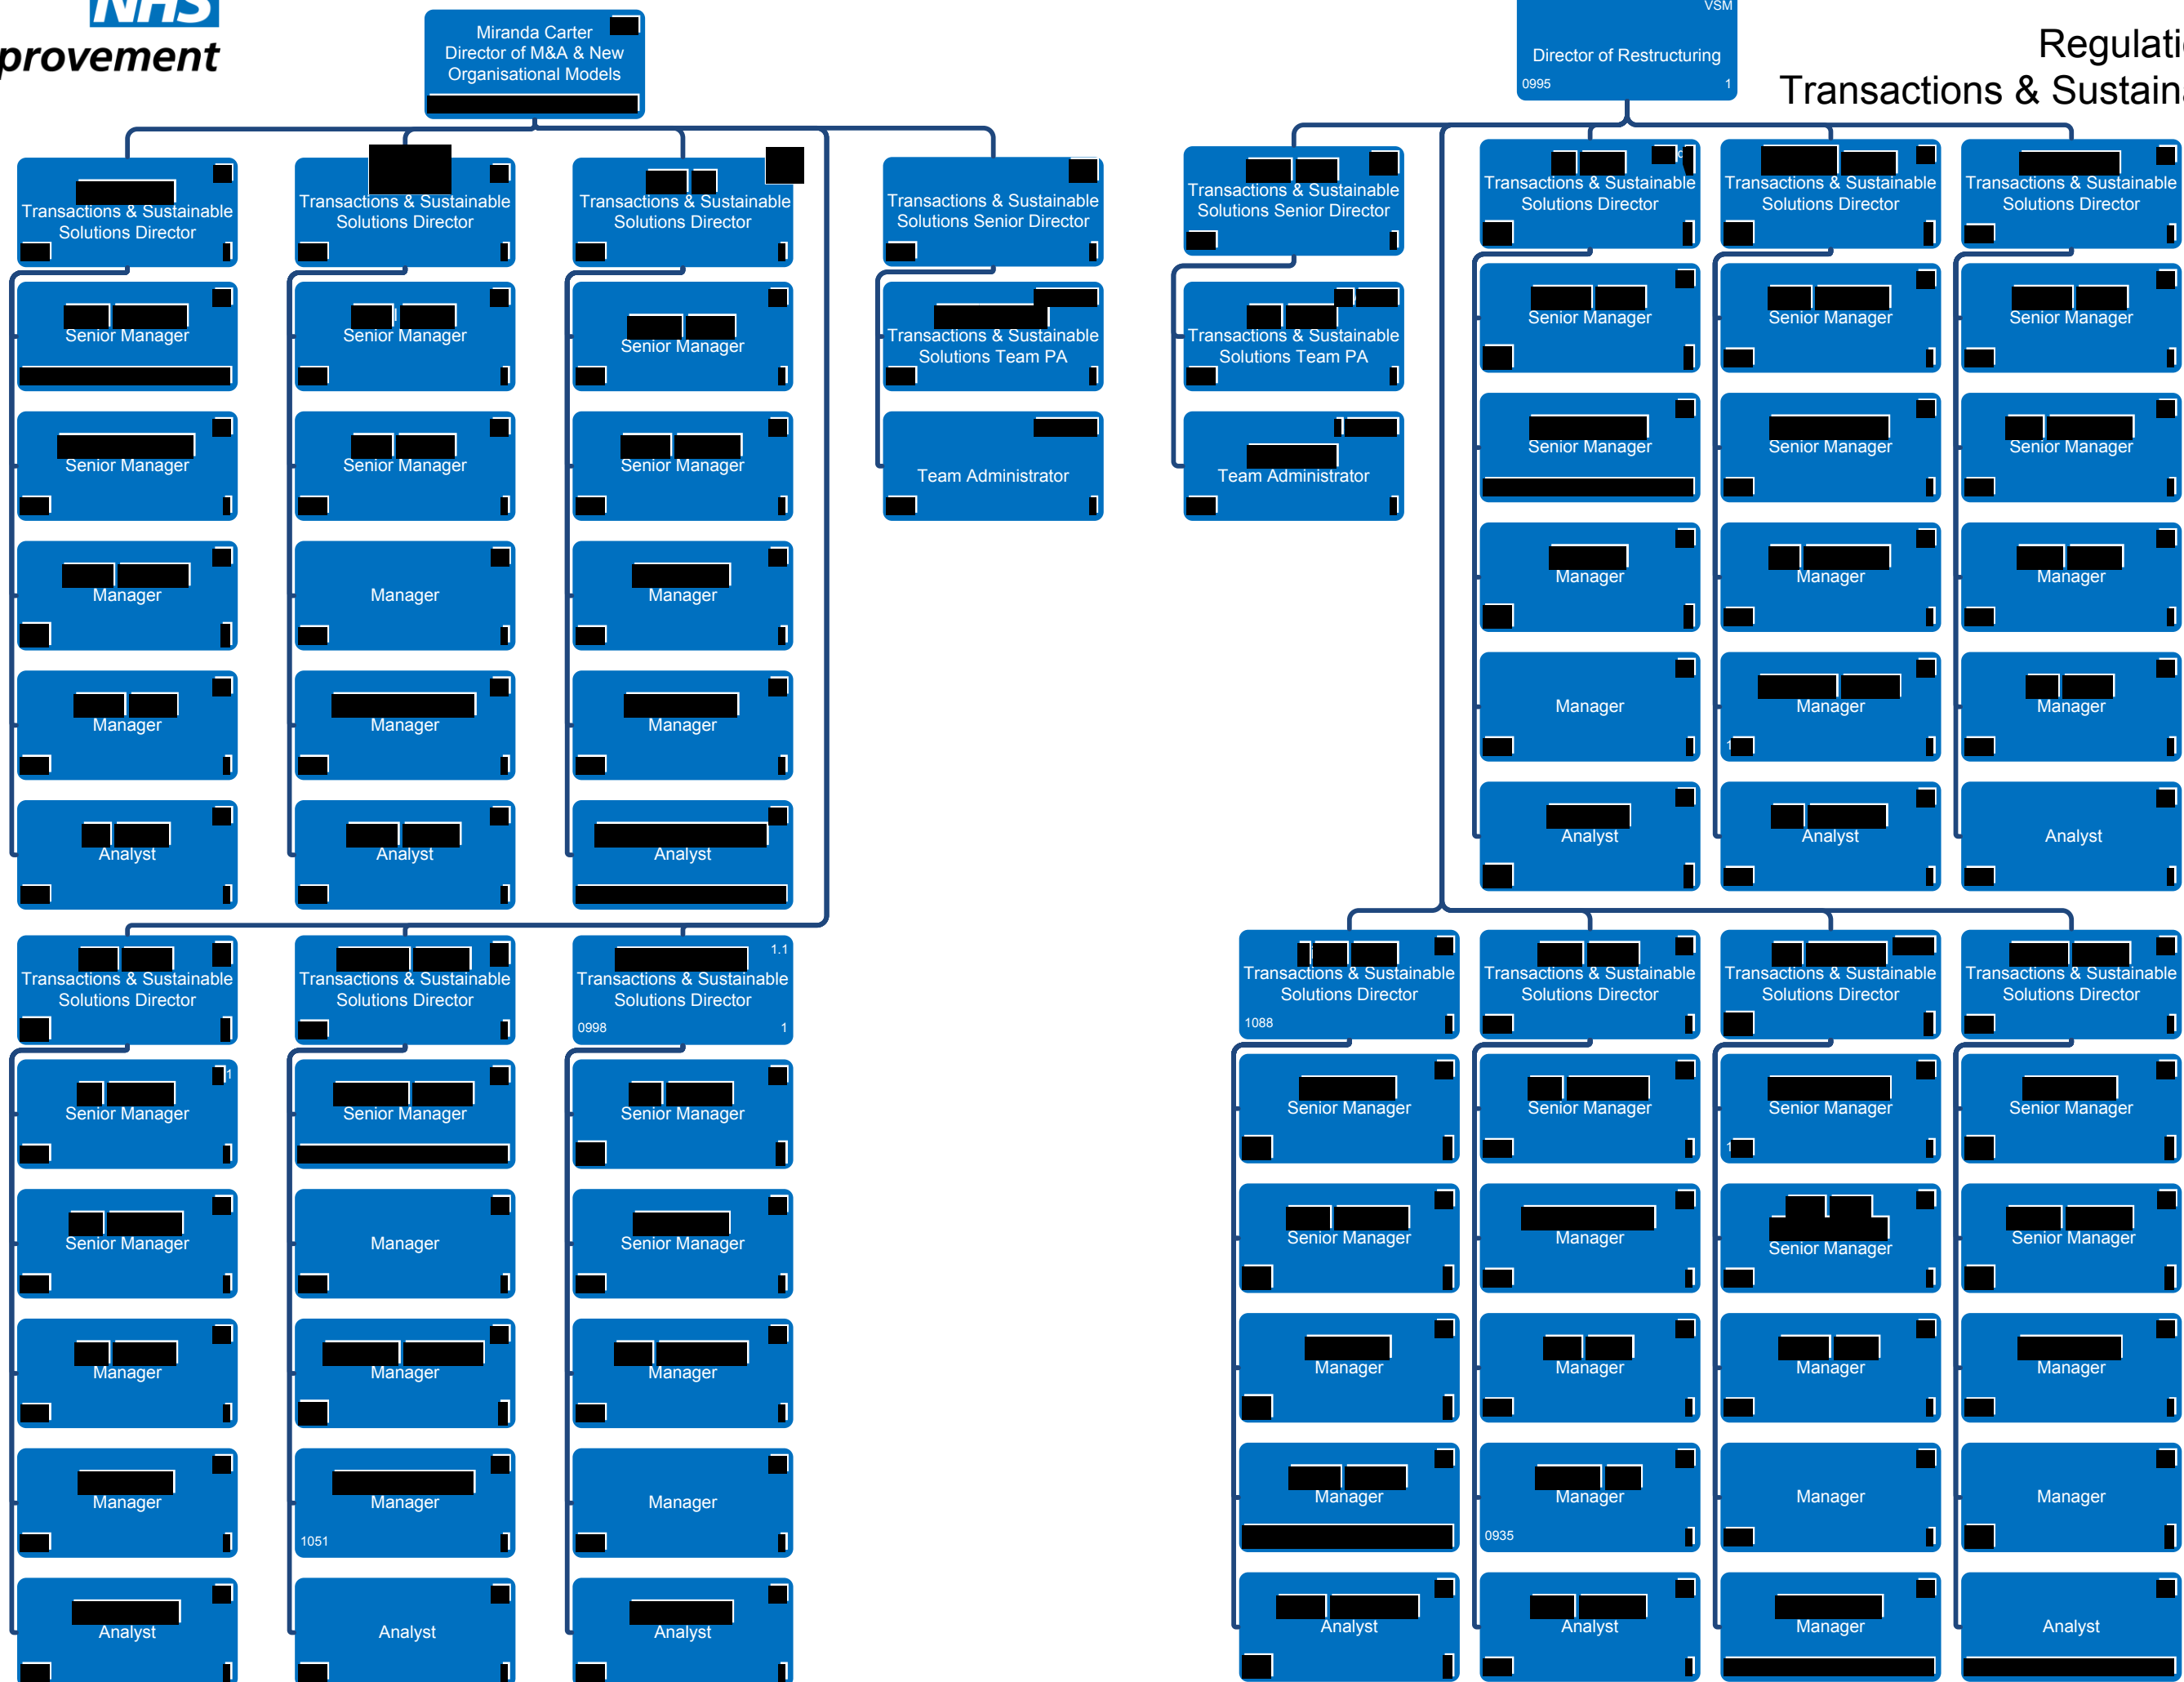 NHS
provement
Regulati
Transactions & Sustaina
Miranda Carter
Director of M&A & New
Organisational Models
Transactions & Sustainable
Solutions Director
Senior Manager
Senior Manager
Manager
Manager
Analyst
Transactions & Sustainable
Solutions Director
Senior Manager
Senior Manager
Manager
Manager
Analyst
Transactions & Sustainable
Solutions Director
Senior Manager
Senior Manager
Manager
Manager
Analyst
Transactions & Sustainable
Solutions Senior Director
Transactions & Sustainable
Solutions Team PA
Team Administrator
Transactions & Sustainable
Solutions Director
1
Senior Manager
Senior Manager
Manager
Manager
Analyst
Transactions & Sustainable
Solutions Director
Senior Manager
Manager
Manager
Manager
1051
Analyst
1.1
Transactions & Sustainable
Solutions Director
0998 1
Senior Manager
Senior Manager
Manager
Manager
Analyst
VSM
Director of Restructuring
0995 1
Transactions & Sustainable
Solutions Senior Director
Transactions & Sustainable
Solutions Team PA
Team Administrator
Transactions & Sustainable
Solutions Director
Senior Manager
Senior Manager
Manager
Manager
Analyst
Transactions & Sustainable
Solutions Director
Senior Manager
Senior Manager
Manager
Manager
1
Analyst
Transactions & Sustainable
Solutions Director
Senior Manager
Senior Manager
Manager
Manager
Analyst
Transactions & Sustainable
Solutions Director
1088
Senior Manager
Senior Manager
Manager
Manager
Analyst
Transactions & Sustainable
Solutions Director
Senior Manager
Manager
Manager
Manager
0935
Analyst
Transactions & Sustainable
Solutions Director
Senior Manager
1
Senior Manager
Manager
Manager
Manager
Transactions & Sustainable
Solutions Director
Senior Manager
Senior Manager
Manager
Manager
Analyst